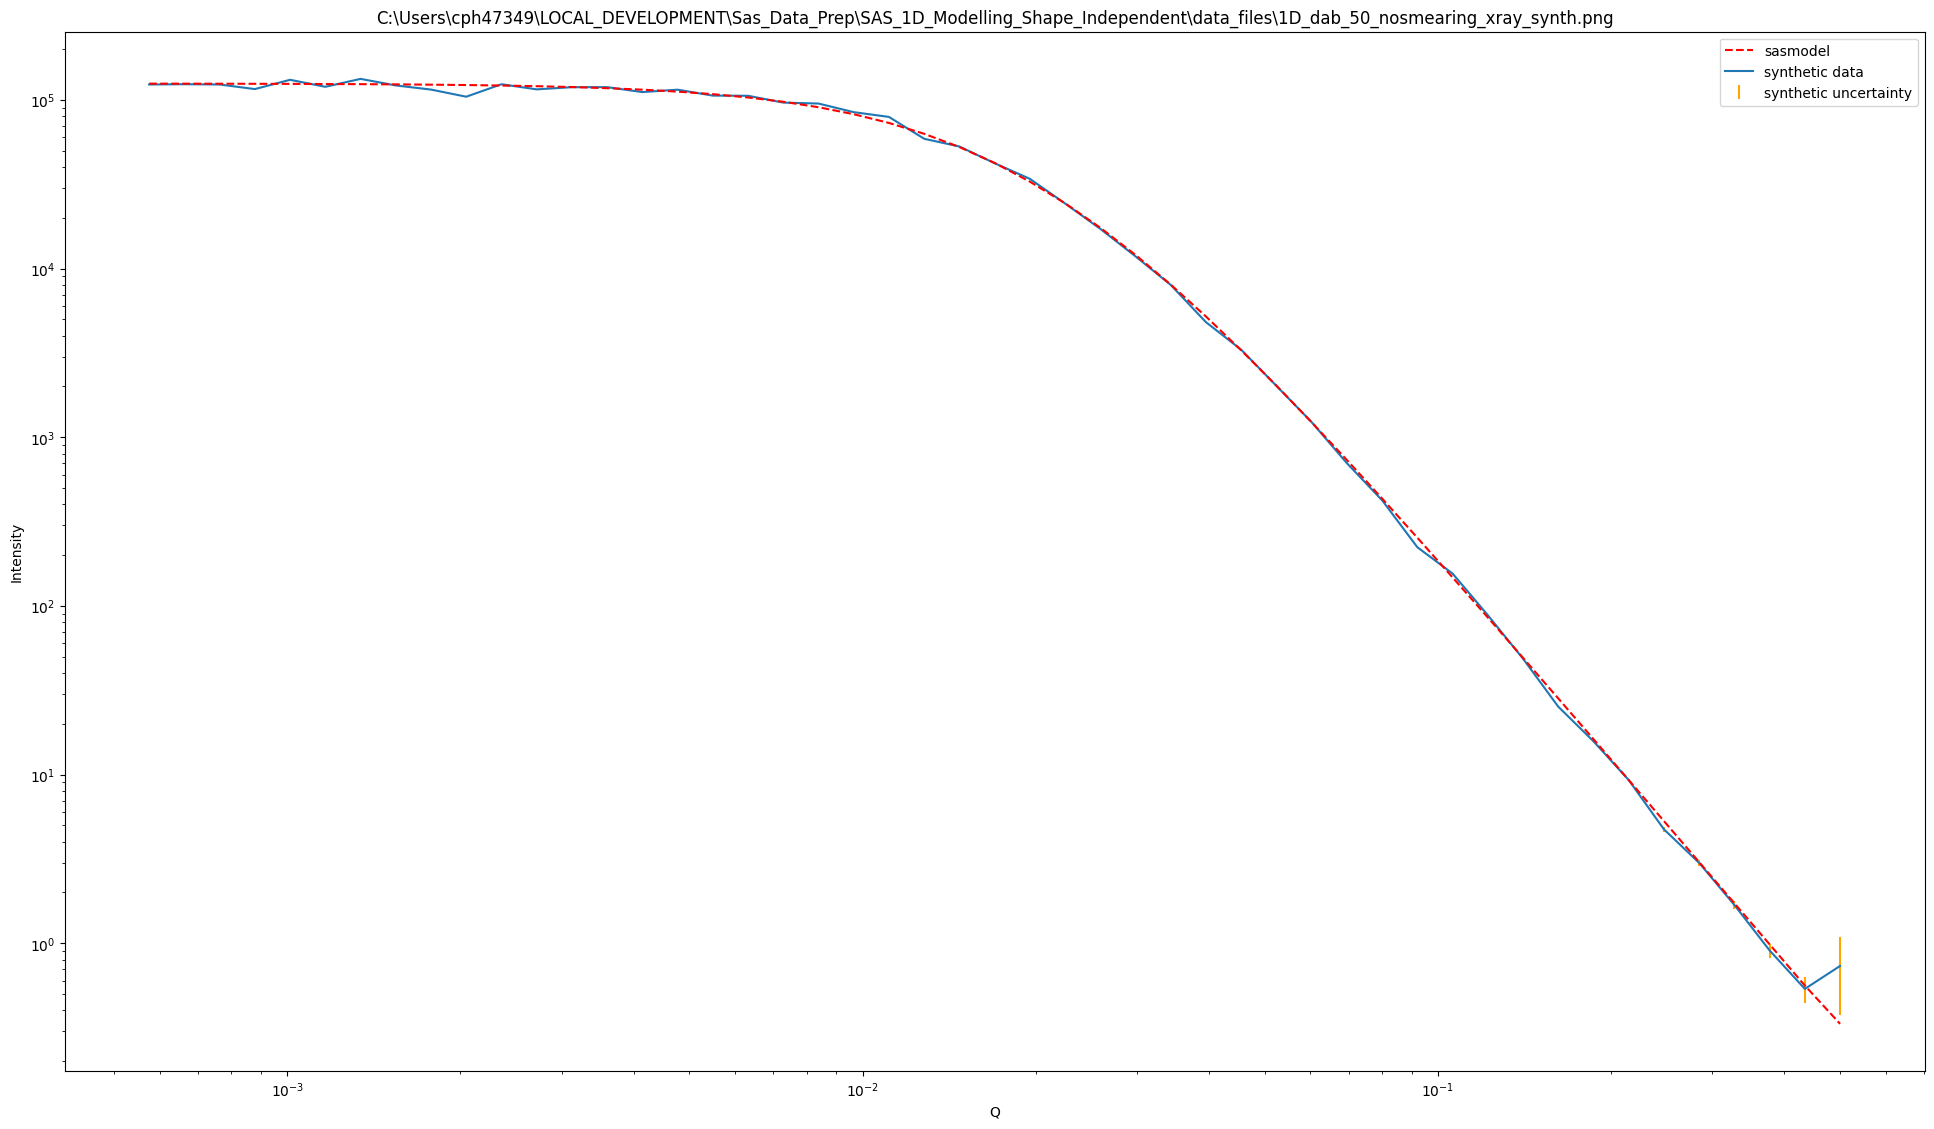 C:\Users\cph47349\LOCAL_DEVELOPMENT\Sas_Data_Prep\SAS_1D_Modelling_Shape_Independent\data_files\1D_dab_50_nosmearing_xray_synth.png
sasmodel
synthetic data
synthetic uncertainty
10⁵
10⁴
10³
10²
10¹
10⁰
Intensity
10⁻³ 10⁻² 10⁻¹
Q